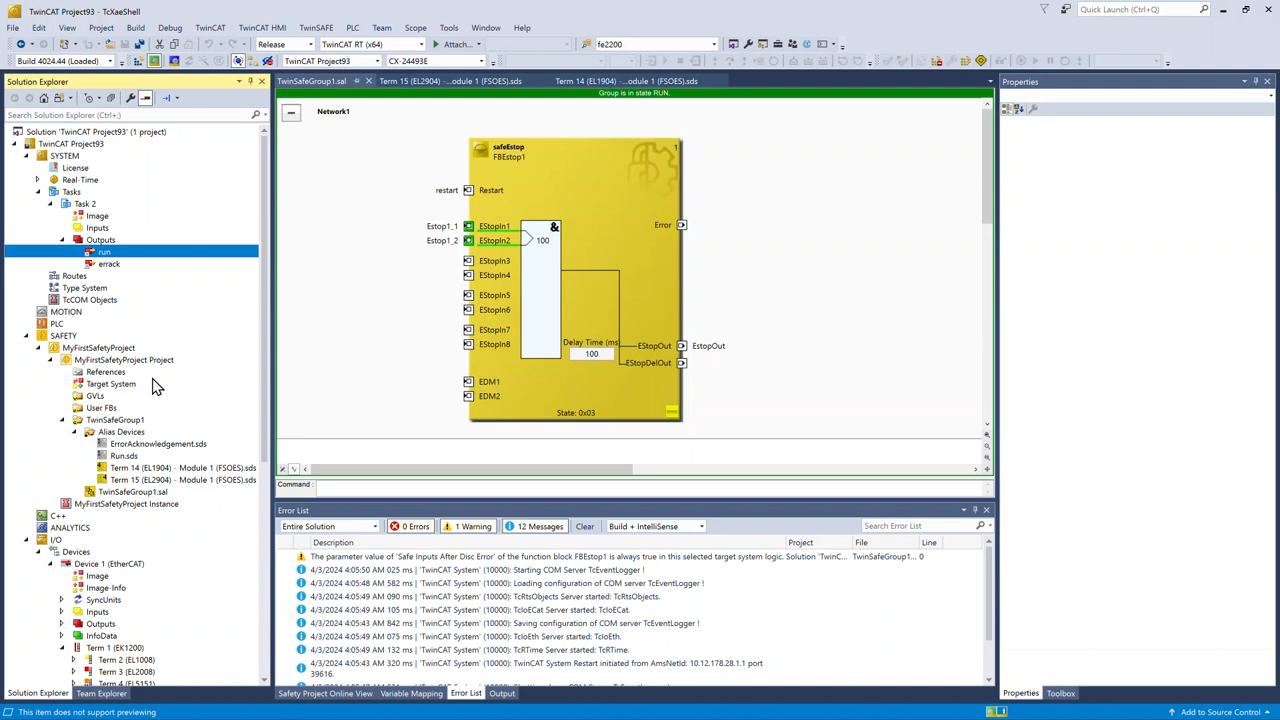 TwinCAT Project93 - TcXaeShell
Quick Launch (Ctrl+;)
File Edit View Project Build Debug TwinCAT TwinCAT HMI TwinSAFE PLC Team Scope Tools Window Help
Release TwinCAT RT (x64) Attach... fe2200
Build 4024.44 (Loaded) TwinCAT Project93 CX-24493E
Solution Explorer
Search Solution Explorer (Ctrl+;)
Solution 'TwinCAT Project93' (1 project)
TwinCAT Project93
SYSTEM
License
Real-Time
Tasks
Task 2
Image
Inputs
Outputs
run
errack
Routes
Type System
TcCOM Objects
MOTION
PLC
SAFETY
MyFirstSafetyProject
MyFirstSafetyProject Project
References
Target System
GVLs
User FBs
TwinSafeGroup1
Alias Devices
ErrorAcknowledgement.sds
Run.sds
Term 14 (EL1904) - Module 1 (FSOES).sds
Term 15 (EL2904) - Module 1 (FSOES).sds
TwinSafeGroup1.sal
MyFirstSafetyProject Instance
C++
ANALYTICS
I/O
Devices
Device 1 (EtherCAT)
Image
Image-Info
SyncUnits
Inputs
Outputs
InfoData
Term 1 (EK1200)
Term 2 (EL1008)
Term 3 (EL2008)
Term 4 (EL5151)
Solution Explorer Team Explorer
TwinSafeGroup1.sal Term 15 (EL2904) -...odule 1 (FSOES).sds Term 14 (EL1904) -...odule 1 (FSOES).sds
Group is in state RUN.
Network1
safeEstop 1
FBEstop1
restart Restart
Estop1_1 EStopIn1 & Error
Estop1_2 EStopIn2 100
EStopIn3
EStopIn4
EStopIn5
EStopIn6
EStopIn7
EStopIn8 Delay Time (ms) EStopOut EstopOut
100 EStopDelOut
EDM1
EDM2
State: 0x03
Command :
Error List
Entire Solution 0 Errors 1 Warning 12 Messages Clear Build + IntelliSense Search Error List
Description Project File Line
The parameter value of 'Safe Inputs After Disc Error' of the function block FBEstop1 is always true in this selected target system logic. Solution 'TwinC... TwinSafeGroup1... 0
4/3/2024 4:05:50 AM 025 ms | 'TwinCAT System' (10000): Starting COM Server TcEventLogger !
4/3/2024 4:05:48 AM 582 ms | 'TwinCAT System' (10000): Loading configuration of COM server TcEventLogger !
4/3/2024 4:05:49 AM 090 ms | 'TwinCAT System' (10000): TcRtsObjects Server started: TcRtsObjects.
4/3/2024 4:05:49 AM 105 ms | 'TwinCAT System' (10000): TcIoECat Server started: TcIoECat.
4/3/2024 4:05:43 AM 842 ms | 'TwinCAT System' (10000): Saving configuration of COM server TcEventLogger !
4/3/2024 4:05:49 AM 075 ms | 'TwinCAT System' (10000): TcIoEth Server started: TcIoEth.
4/3/2024 4:05:49 AM 132 ms | 'TwinCAT System' (10000): TcRTime Server started: TcRTime.
4/3/2024 4:05:43 AM 320 ms | 'TwinCAT System' (10000): TwinCAT System Restart initiated from AmsNetId: 10.12.178.28.1.1 port
39616.
Safety Project Online View Variable Mapping Error List Output
Properties
Properties Toolbox
This item does not support previewing
Add to Source Control